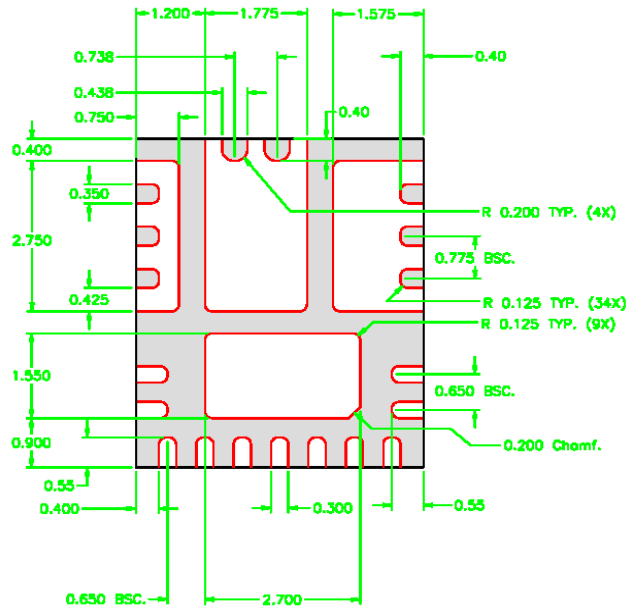 1.200
1.775
1.575
0.738
0.40
0.438
0.40
0.750
0.400
0.350
R 0.200 TYP. (4X)
2.750
0.775 BSC.
0.425
R 0.125 TYP. (34X)
R 0.125 TYP. (9X)
1.550
0.650 BSC.
0.900
0.200 Chamf.
0.55
0.400
0.300
0.55
0.650 BSC.
2.700